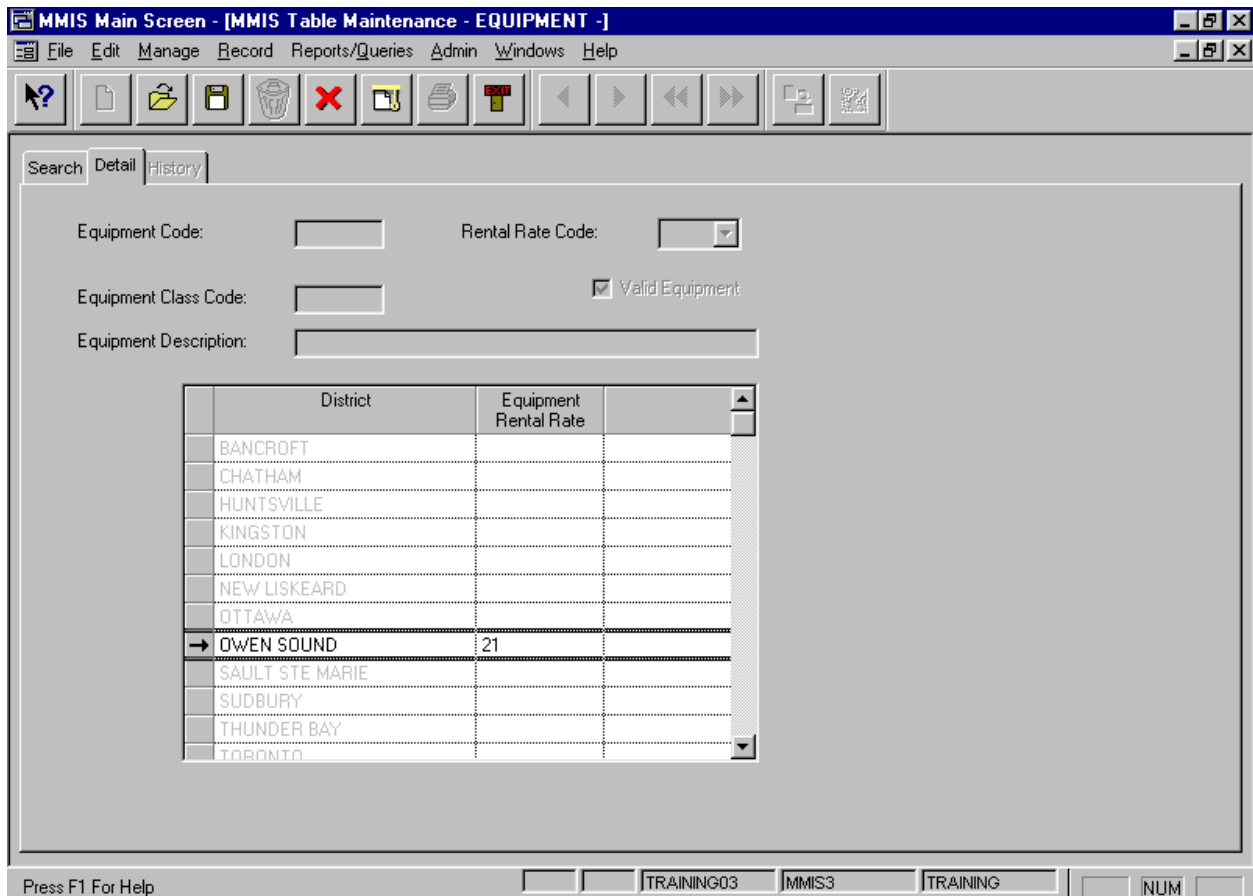 MMIS Main Screen - [MMIS Table Maintenance - EQUIPMENT -]
File Edit Manage Record Reports/Queries Admin Windows Help
EXIT
Search Detail History
Equipment Code: Rental Rate Code:
Equipment Class Code: Valid Equipment
Equipment Description:
District Equipment Rental Rate
BANCROFT
CHATHAM
HUNTSVILLE
KINGSTON
LONDON
NEW LISKEARD
OTTAWA
OWEN SOUND 21
SAULT STE MARIE
SUDBURY
THUNDER BAY
TORONTO
Press F1 For Help TRAINING03 MMIS3 TRAINING NUM